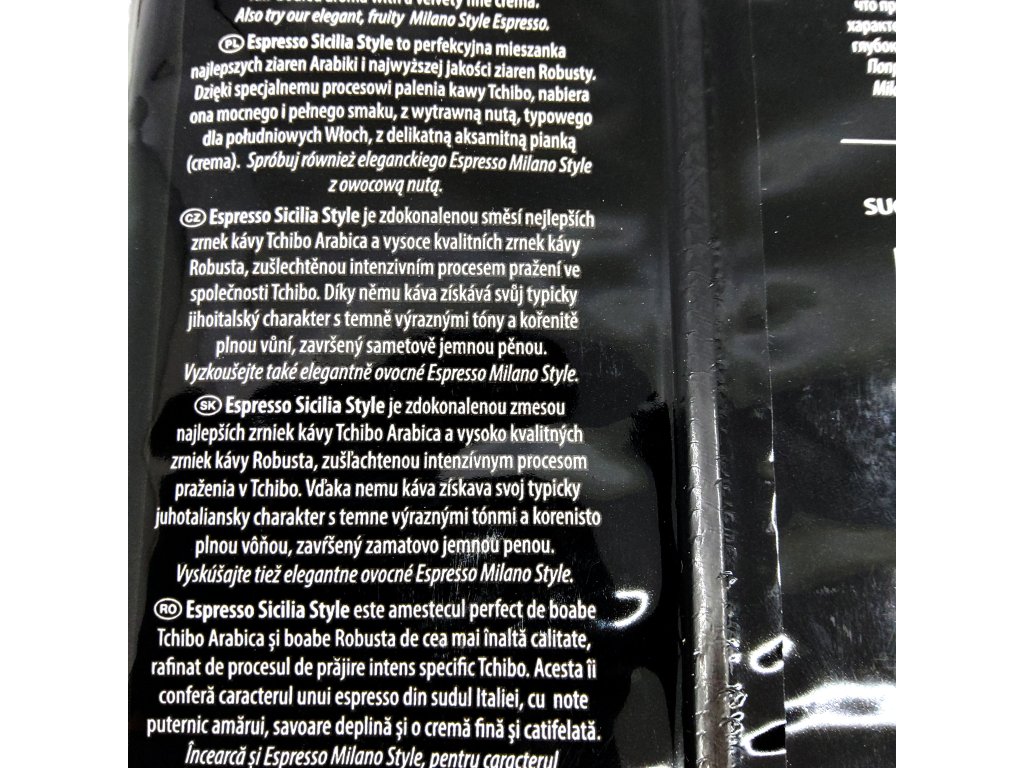 full-bodied aroma with a velvety fine crema.
Also try our elegant, fruity Milano Style Espresso.
PL Espresso Sicilia Style to perfekcyjna mieszanka
najlepszych ziaren Arabiki i najwyższej jakości ziaren Robusty.
Dzięki specjalnemu procesowi palenia kawy Tchibo, nabiera
ona mocnego i pełnego smaku, z wytrawną nutą, typowego
dla południowych Włoch, z delikatną aksamitną pianką
(crema). Spróbuj również eleganckiego Espresso Milano Style
z owocową nutą.
CZ Espresso Sicilia Style je zdokonalenou směsí nejlepších
zrnek kávy Tchibo Arabica a vysoce kvalitních zrnek kávy
Robusta, zušlechtěnou intenzivním procesem pražení ve
společnosti Tchibo. Díky němu káva získává svůj typicky
jihoitalský charakter s temně výraznými tóny a kořenitě
plnou vůní, završený sametově jemnou pěnou.
Vyzkoušejte také elegantně ovocné Espresso Milano Style.
SK Espresso Sicilia Style je zdokonalenou zmesou
najlepších zrniek kávy Tchibo Arabica a vysoko kvalitných
zrniek kávy Robusta, zušľachtenou intenzívnym procesom
praženia v Tchibo. Vďaka nemu káva získava svoj typicky
juhotaliansky charakter s temne výraznými tónmi a korenisto
plnou vôňou, zavŕšený zamatovo jemnou penou.
Vyskúšajte tiež elegantne ovocné Espresso Milano Style.
RO Espresso Sicilia Style este amestecul perfect de boabe
Tchibo Arabica și boabe Robusta de cea mai înaltă calitate,
rafinat de procesul de prăjire intens specific Tchibo. Acesta îi
conferă caracterul unui espresso din sudul Italiei, cu note
puternic amărui, savoare deplină și o cremă fină și catifelată.
Încearcă și Espresso Milano Style, pentru caracterul